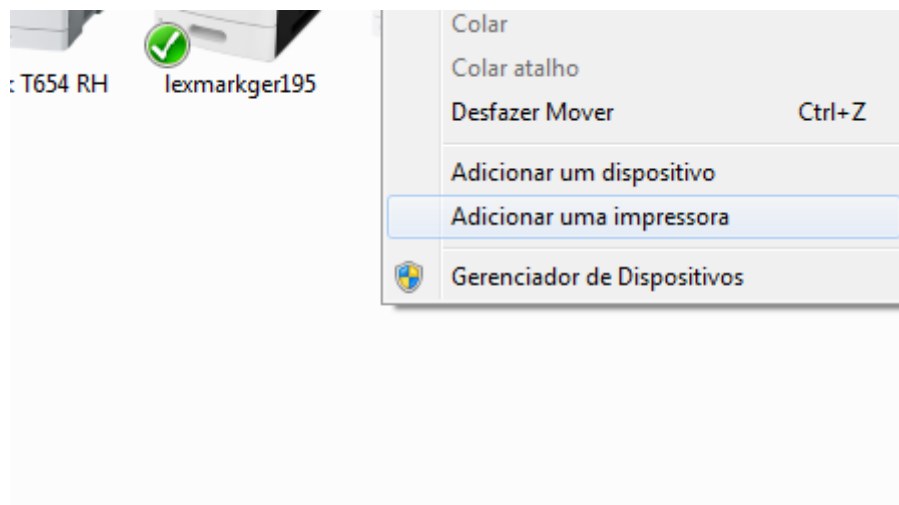 Colar
Colar atalho
Desfazer Mover Ctrl+Z
T654 RH lexmarkger195
Adicionar um dispositivo
Adicionar uma impressora
Gerenciador de Dispositivos